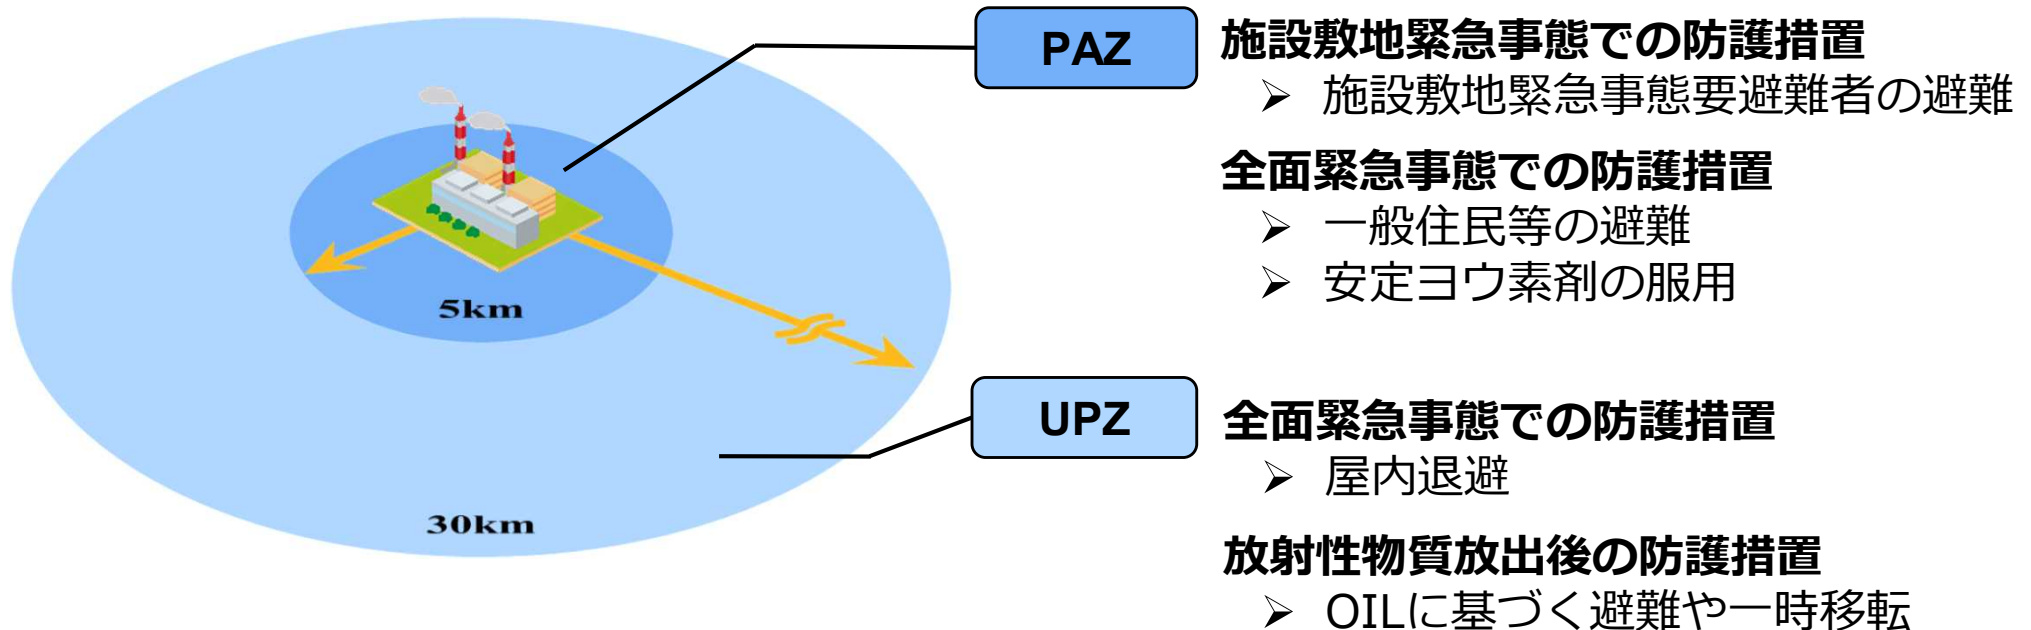 PAZ
施設敷地緊急事態での防護措置
➢ 施設敷地緊急事態要避難者の避難
全面緊急事態での防護措置
➢ 一般住民等の避難
➢ 安定ヨウ素剤の服用
5km
UPZ
全面緊急事態での防護措置
➢ 屋内退避
30km
放射性物質放出後の防護措置
➢ OILに基づく避難や一時移転